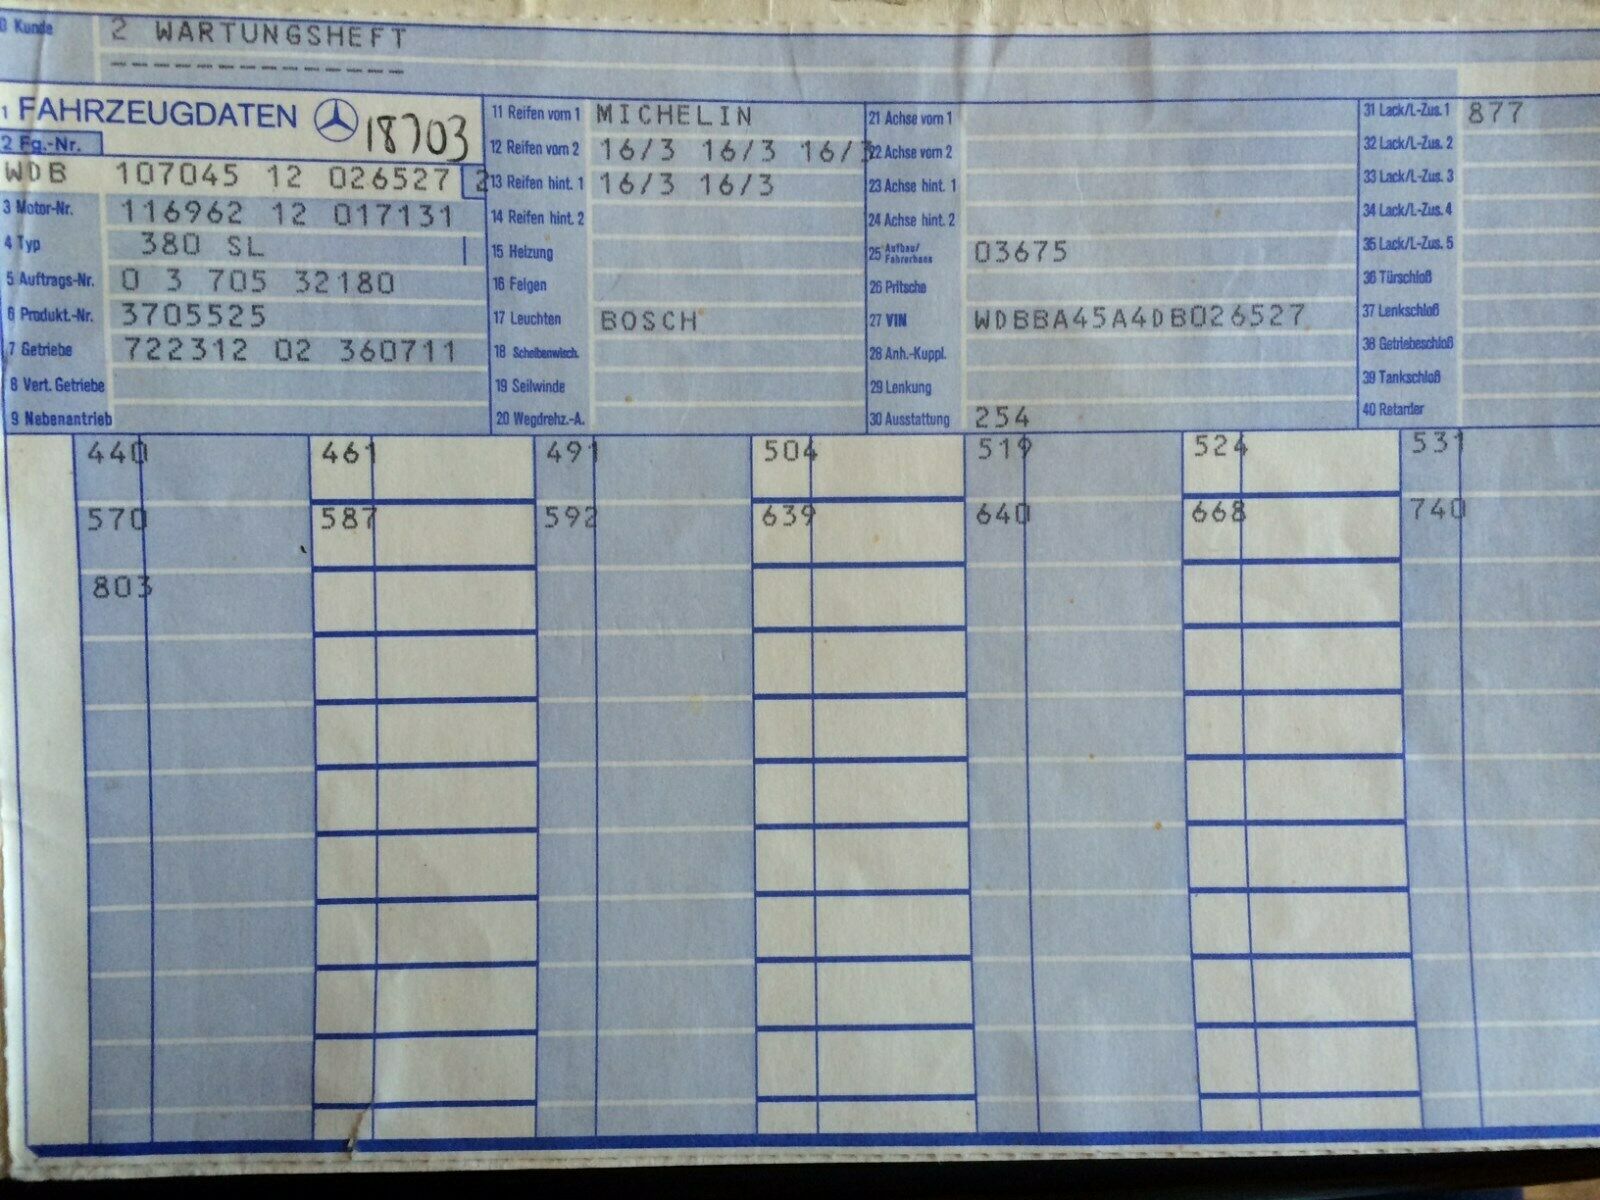 0 Kunde 2 WARTUNGSHEFT
--------------
1 FAHRZEUGDATEN 18703
2 Fg.-Nr.
WDB 107045 12 026527 2
3 Motor-Nr. 116962 12 017131
4 Typ 380 SL
5 Auftrags-Nr. 0 3 705 32180
6 Produkt.-Nr. 3705525
7 Getriebe 722312 02 360711
8 Vert. Getriebe
9 Nebenantrieb
11 Reifen vorn 1 MICHELIN
12 Reifen vorn 2 16/3 16/3 16/3
13 Reifen hint. 1 16/3 16/3
14 Reifen hint. 2
15 Heizung
16 Felgen
17 Leuchten BOSCH
18 Scheibenwisch.
19 Seilwinde
20 Wegdrehz.-A.
21 Achse vorn 1
22 Achse vorn 2
23 Achse hint. 1
24 Achse hint. 2
25 Aufbau/ Fahrerhaus 03675
26 Pritsche
27 VIN WDBBA45A4DB026527
28 Anh.-Kuppl.
29 Lenkung
30 Ausstattung 254
31 Lack/L-Zus. 1 877
32 Lack/L-Zus. 2
33 Lack/L-Zus. 3
34 Lack/L-Zus. 4
35 Lack/L-Zus. 5
36 Türschloß
37 Lenkschloß
38 Getriebeschloß
39 Tankschloß
40 Retarder
440 461 491 504 519 524 531
570 587 592 639 640 668 740
803